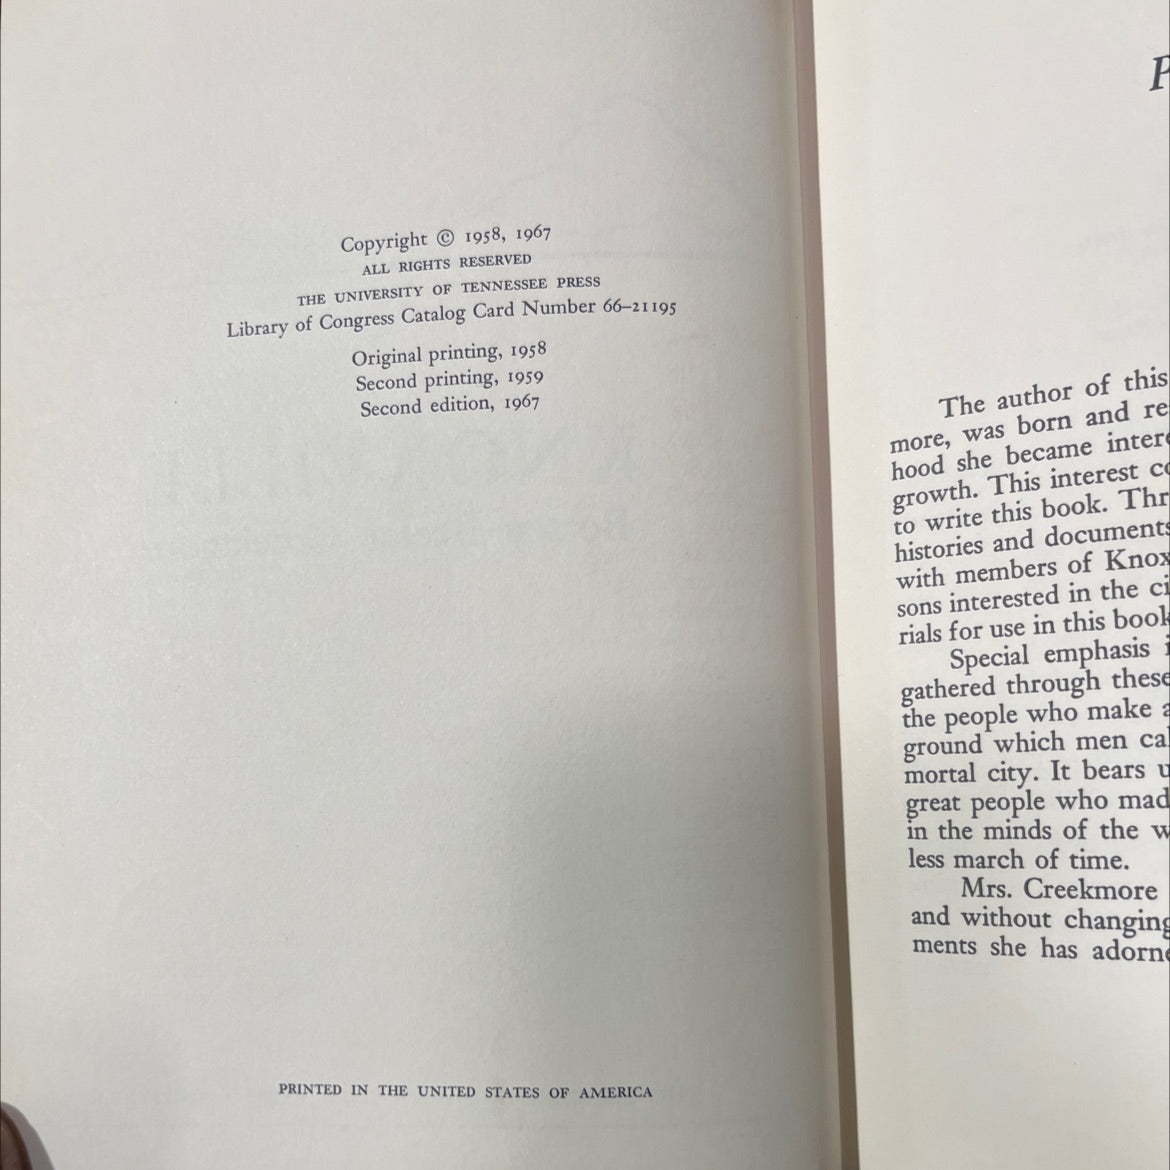 Copyright © 1958, 1967
ALL RIGHTS RESERVED
THE UNIVERSITY OF TENNESSEE PRESS
Library of Congress Catalog Card Number 66–21195
Original printing, 1958
Second printing, 1959
Second edition, 1967
PRINTED IN THE UNITED STATES OF AMERICA
P
The author of this
more, was born and re
hood she became intere
growth. This interest co
to write this book. Thr
histories and documents
with members of Knox
sons interested in the ci
rials for use in this book
Special emphasis i
gathered through these
the people who make a
ground which men cal
mortal city. It bears u
great people who mad
in the minds of the w
less march of time.
Mrs. Creekmore
and without changing
ments she has adorne